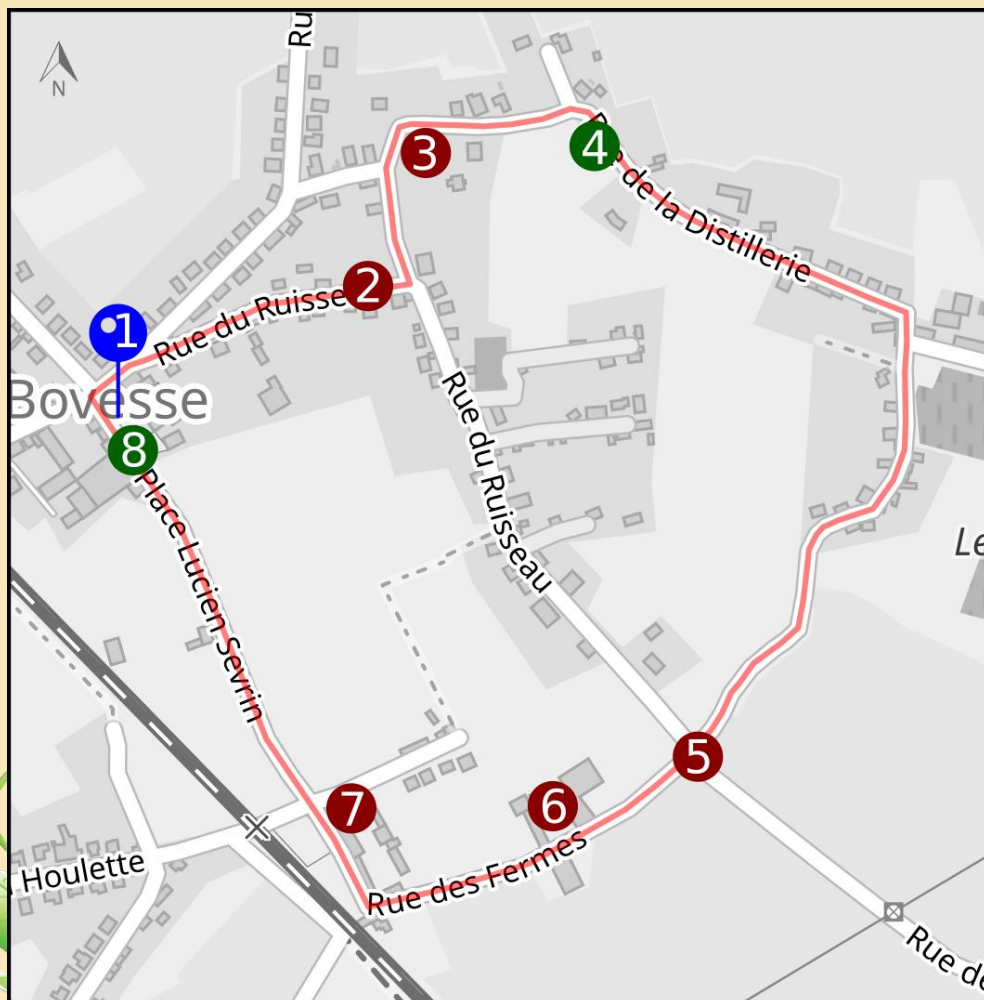 Ru
N
3
4
Rue de la Distillerie
2
Rue du Ruisse
1
Bovesse
8
Place Lucien Sevrin
Rue du Ruisseau
Le
5
6
7
Houlette
Rue des Fermes
Rue de